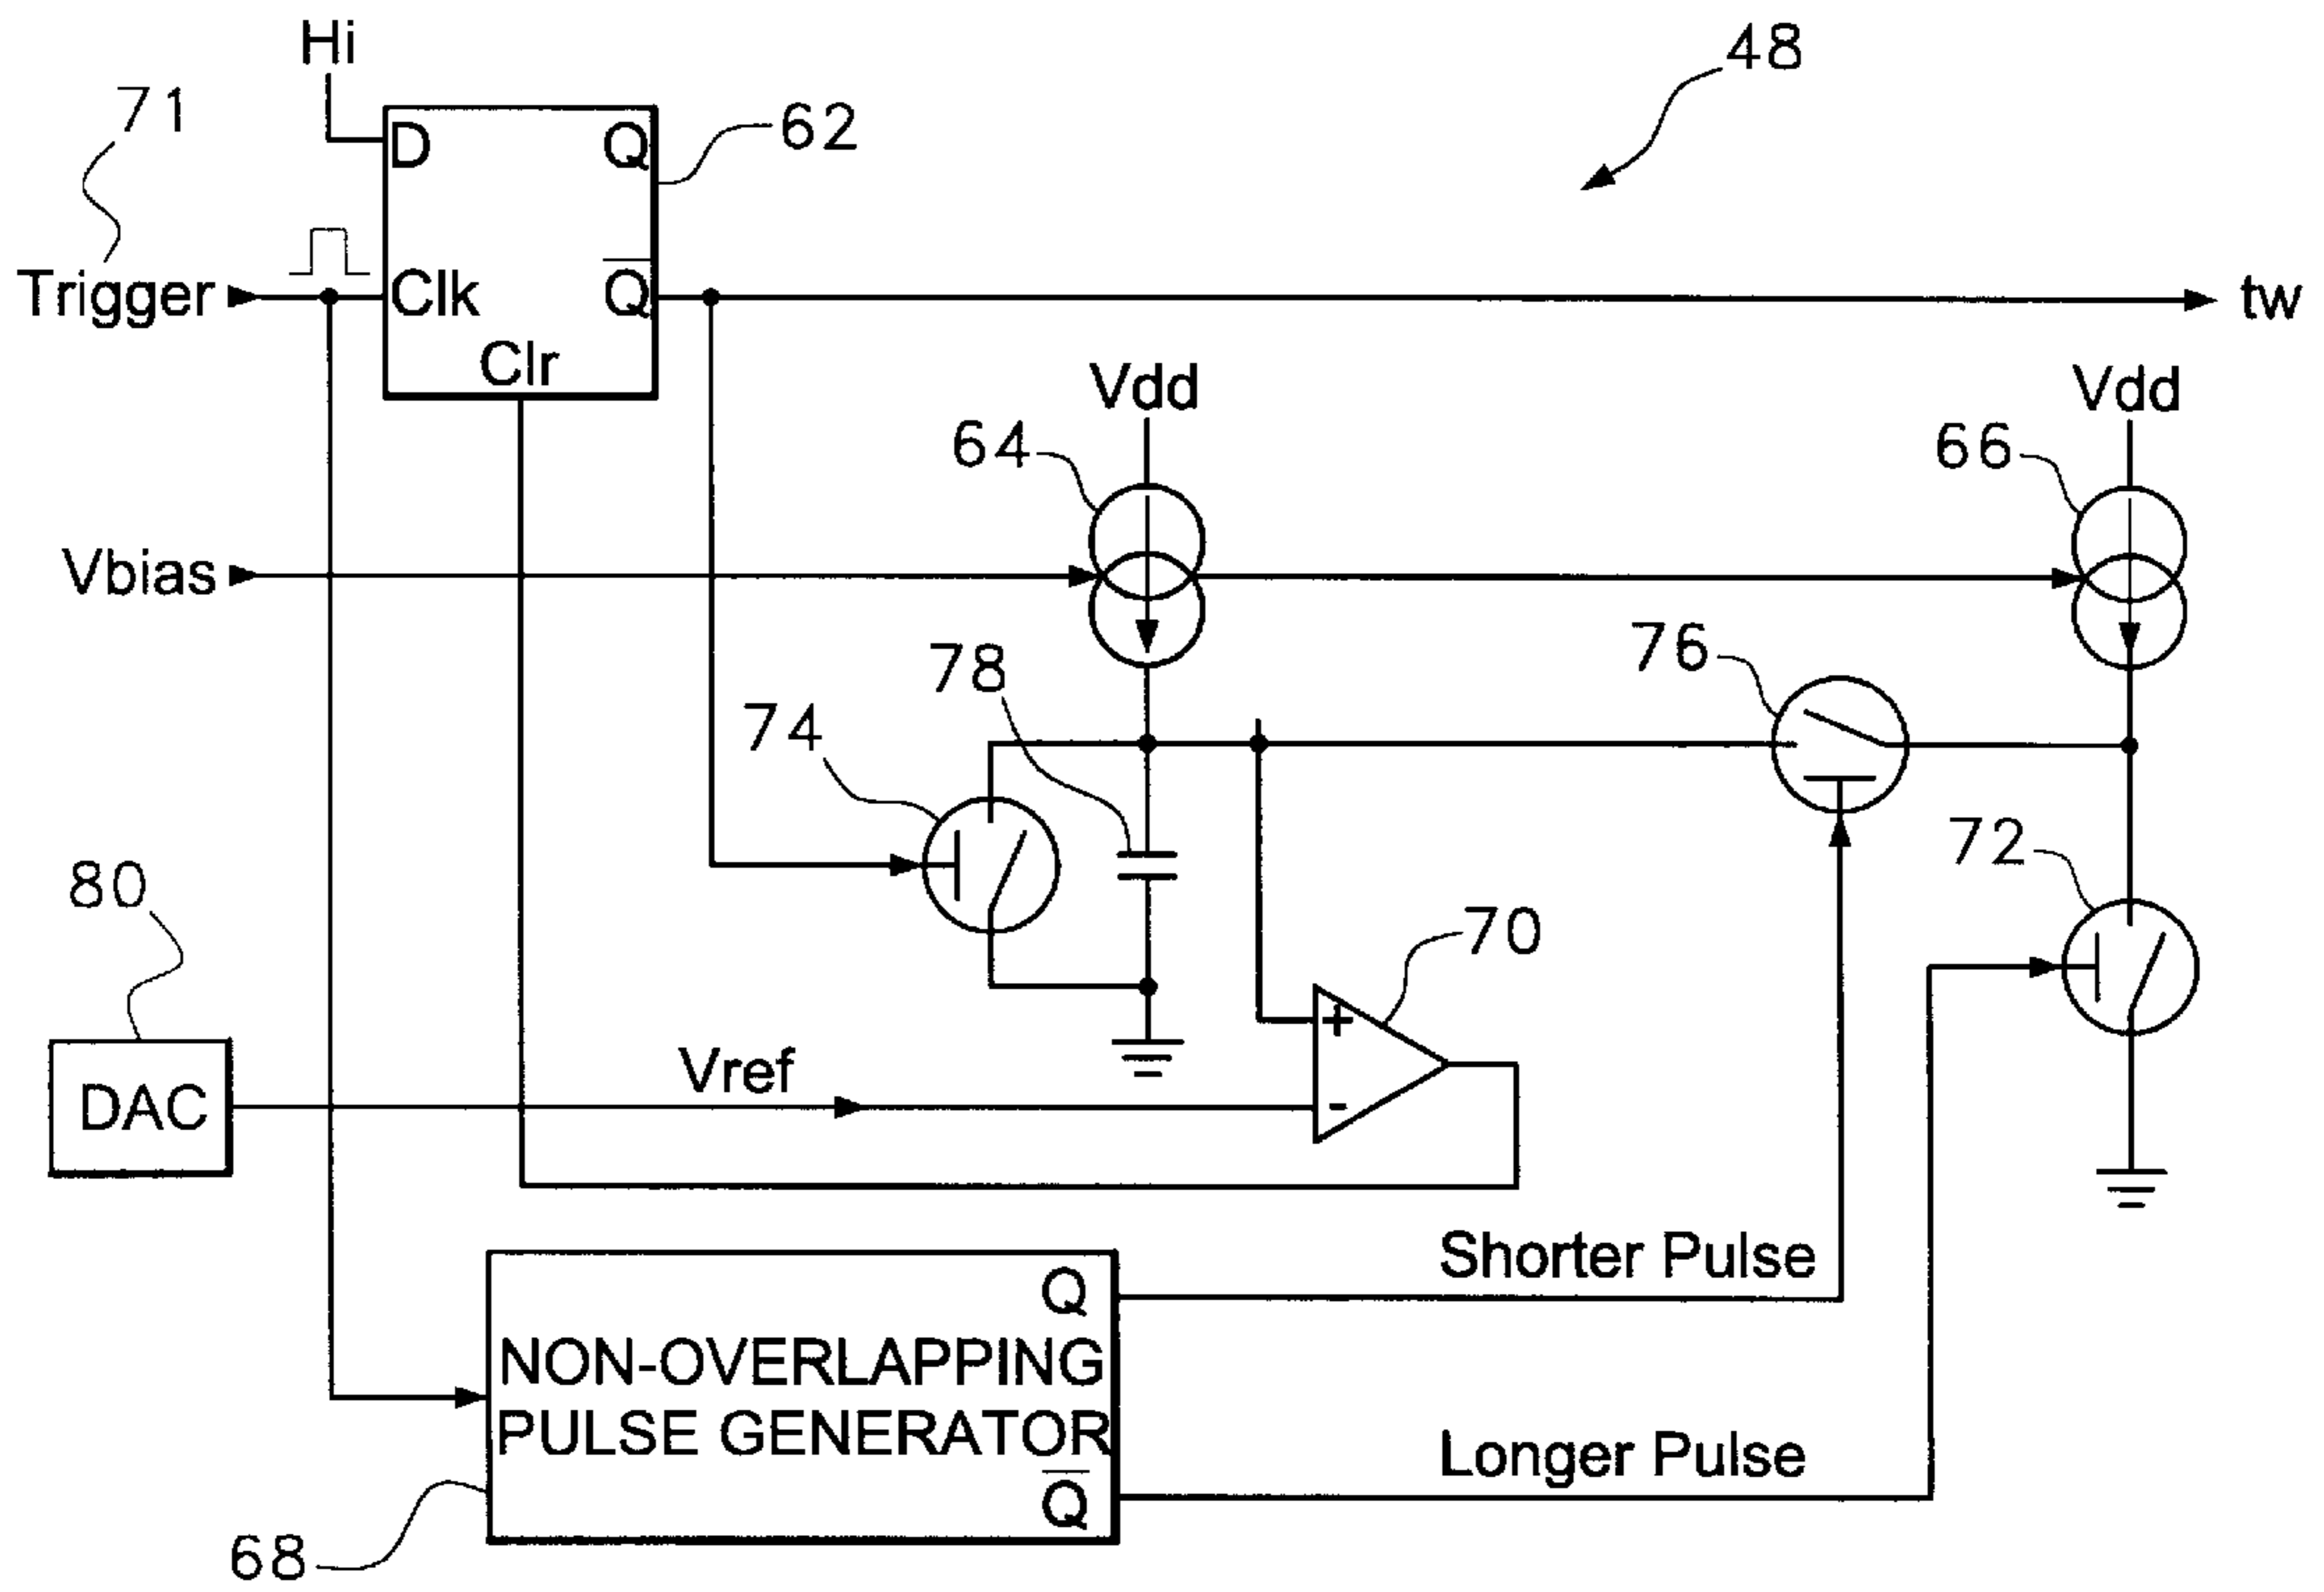 Hi
48
71
D
Q
62
Trigger
Clk
Q̅
tw
Clr
Vdd
Vdd
64
66
Vbias
76
78
74
72
80
70
Vref
+
DAC
-
Shorter Pulse
Q
NON-OVERLAPPING
PULSE GENERATOR
Longer Pulse
Q̅
68